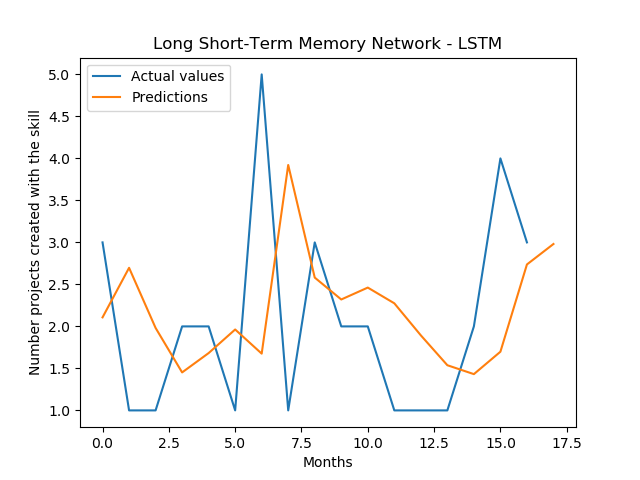 Long Short-Term Memory Network - LSTM
Actual values
Predictions
Number projects created with the skill
5.0
4.5
4.0
3.5
3.0
2.5
2.0
1.5
1.0
0.0 2.5 5.0 7.5 10.0 12.5 15.0 17.5
Months